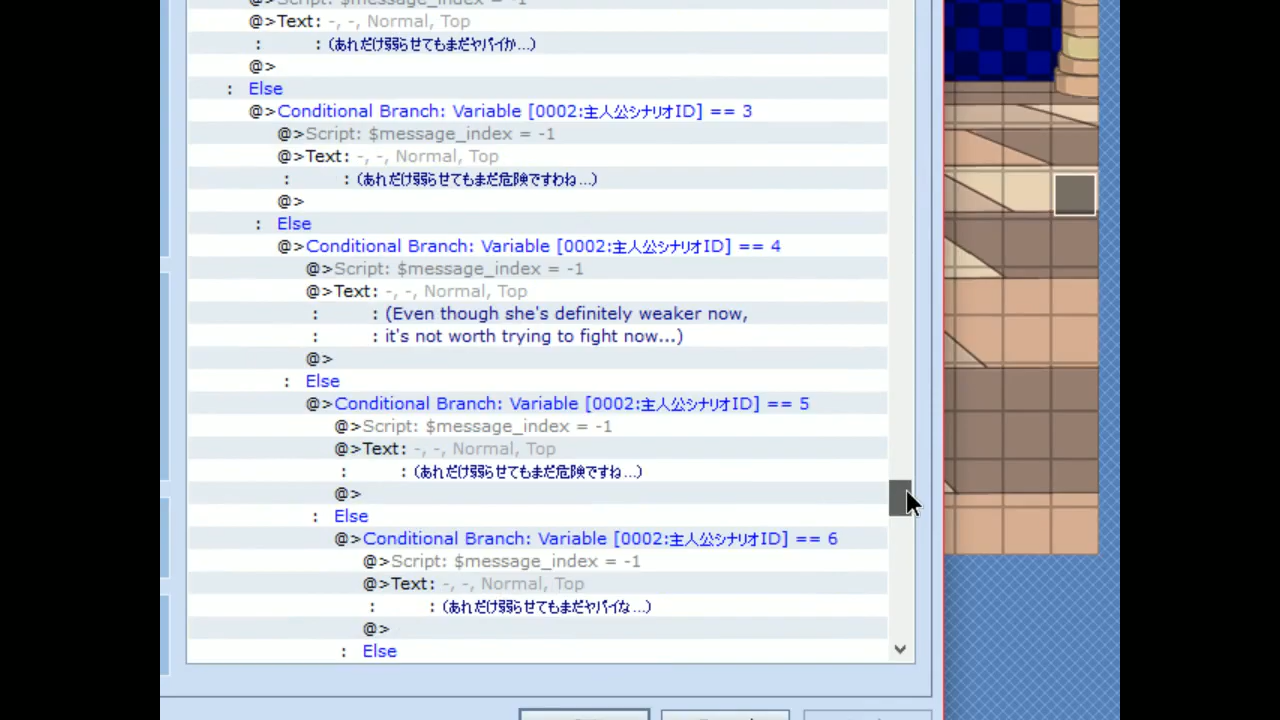 @>Script: $message_index = -1
@>Text: -, -, Normal, Top
: : (あれだけ弱らせてもまだヤバイか...)
@>
: Else
@>Conditional Branch: Variable [0002:主人公シナリオID] == 3
@>Script: $message_index = -1
@>Text: -, -, Normal, Top
: : (あれだけ弱らせてもまだ危険ですわね...)
@>
: Else
@>Conditional Branch: Variable [0002:主人公シナリオID] == 4
@>Script: $message_index = -1
@>Text: -, -, Normal, Top
: : (Even though she's definitely weaker now,
: : it's not worth trying to fight now...)
@>
: Else
@>Conditional Branch: Variable [0002:主人公シナリオID] == 5
@>Script: $message_index = -1
@>Text: -, -, Normal, Top
: : (あれだけ弱らせてもまだ危険ですね...)
@>
: Else
@>Conditional Branch: Variable [0002:主人公シナリオID] == 6
@>Script: $message_index = -1
@>Text: -, -, Normal, Top
: : (あれだけ弱らせてもまだヤバイな...)
@>
: Else